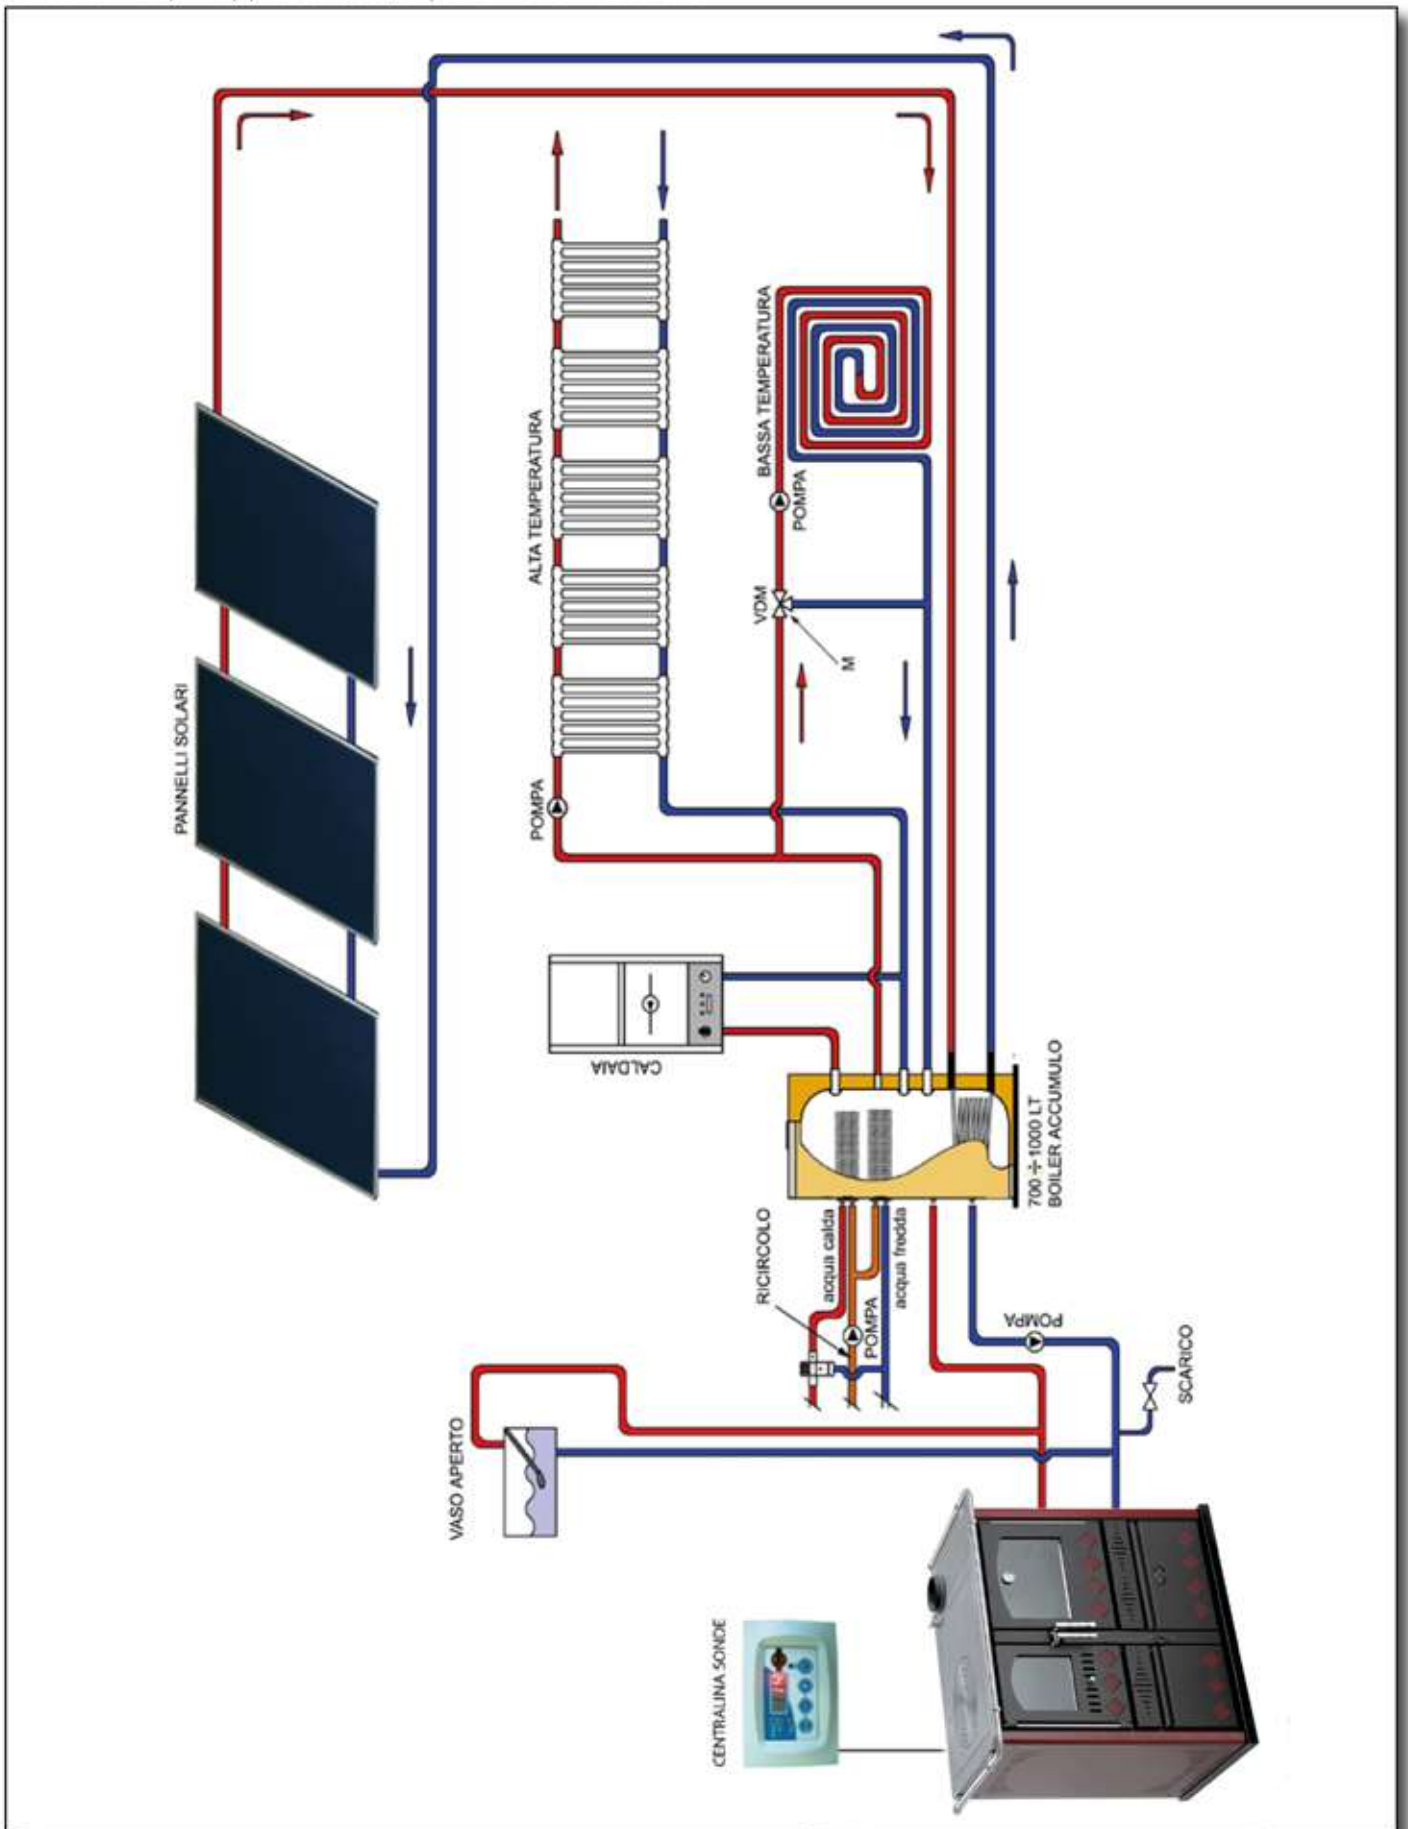 PANNELLI SOLARI
ALTA TEMPERATURA
POMPA
BASSA TEMPERATURA
POMPA
VDM
M
CALDAIA
700÷1000 LT
BOILER ACCUMULO
acqua calda
RICIRCOLO
POMPA
acqua fredda
POMPA
SCARICO
VASO APERTO
CENTRALINA SONDE